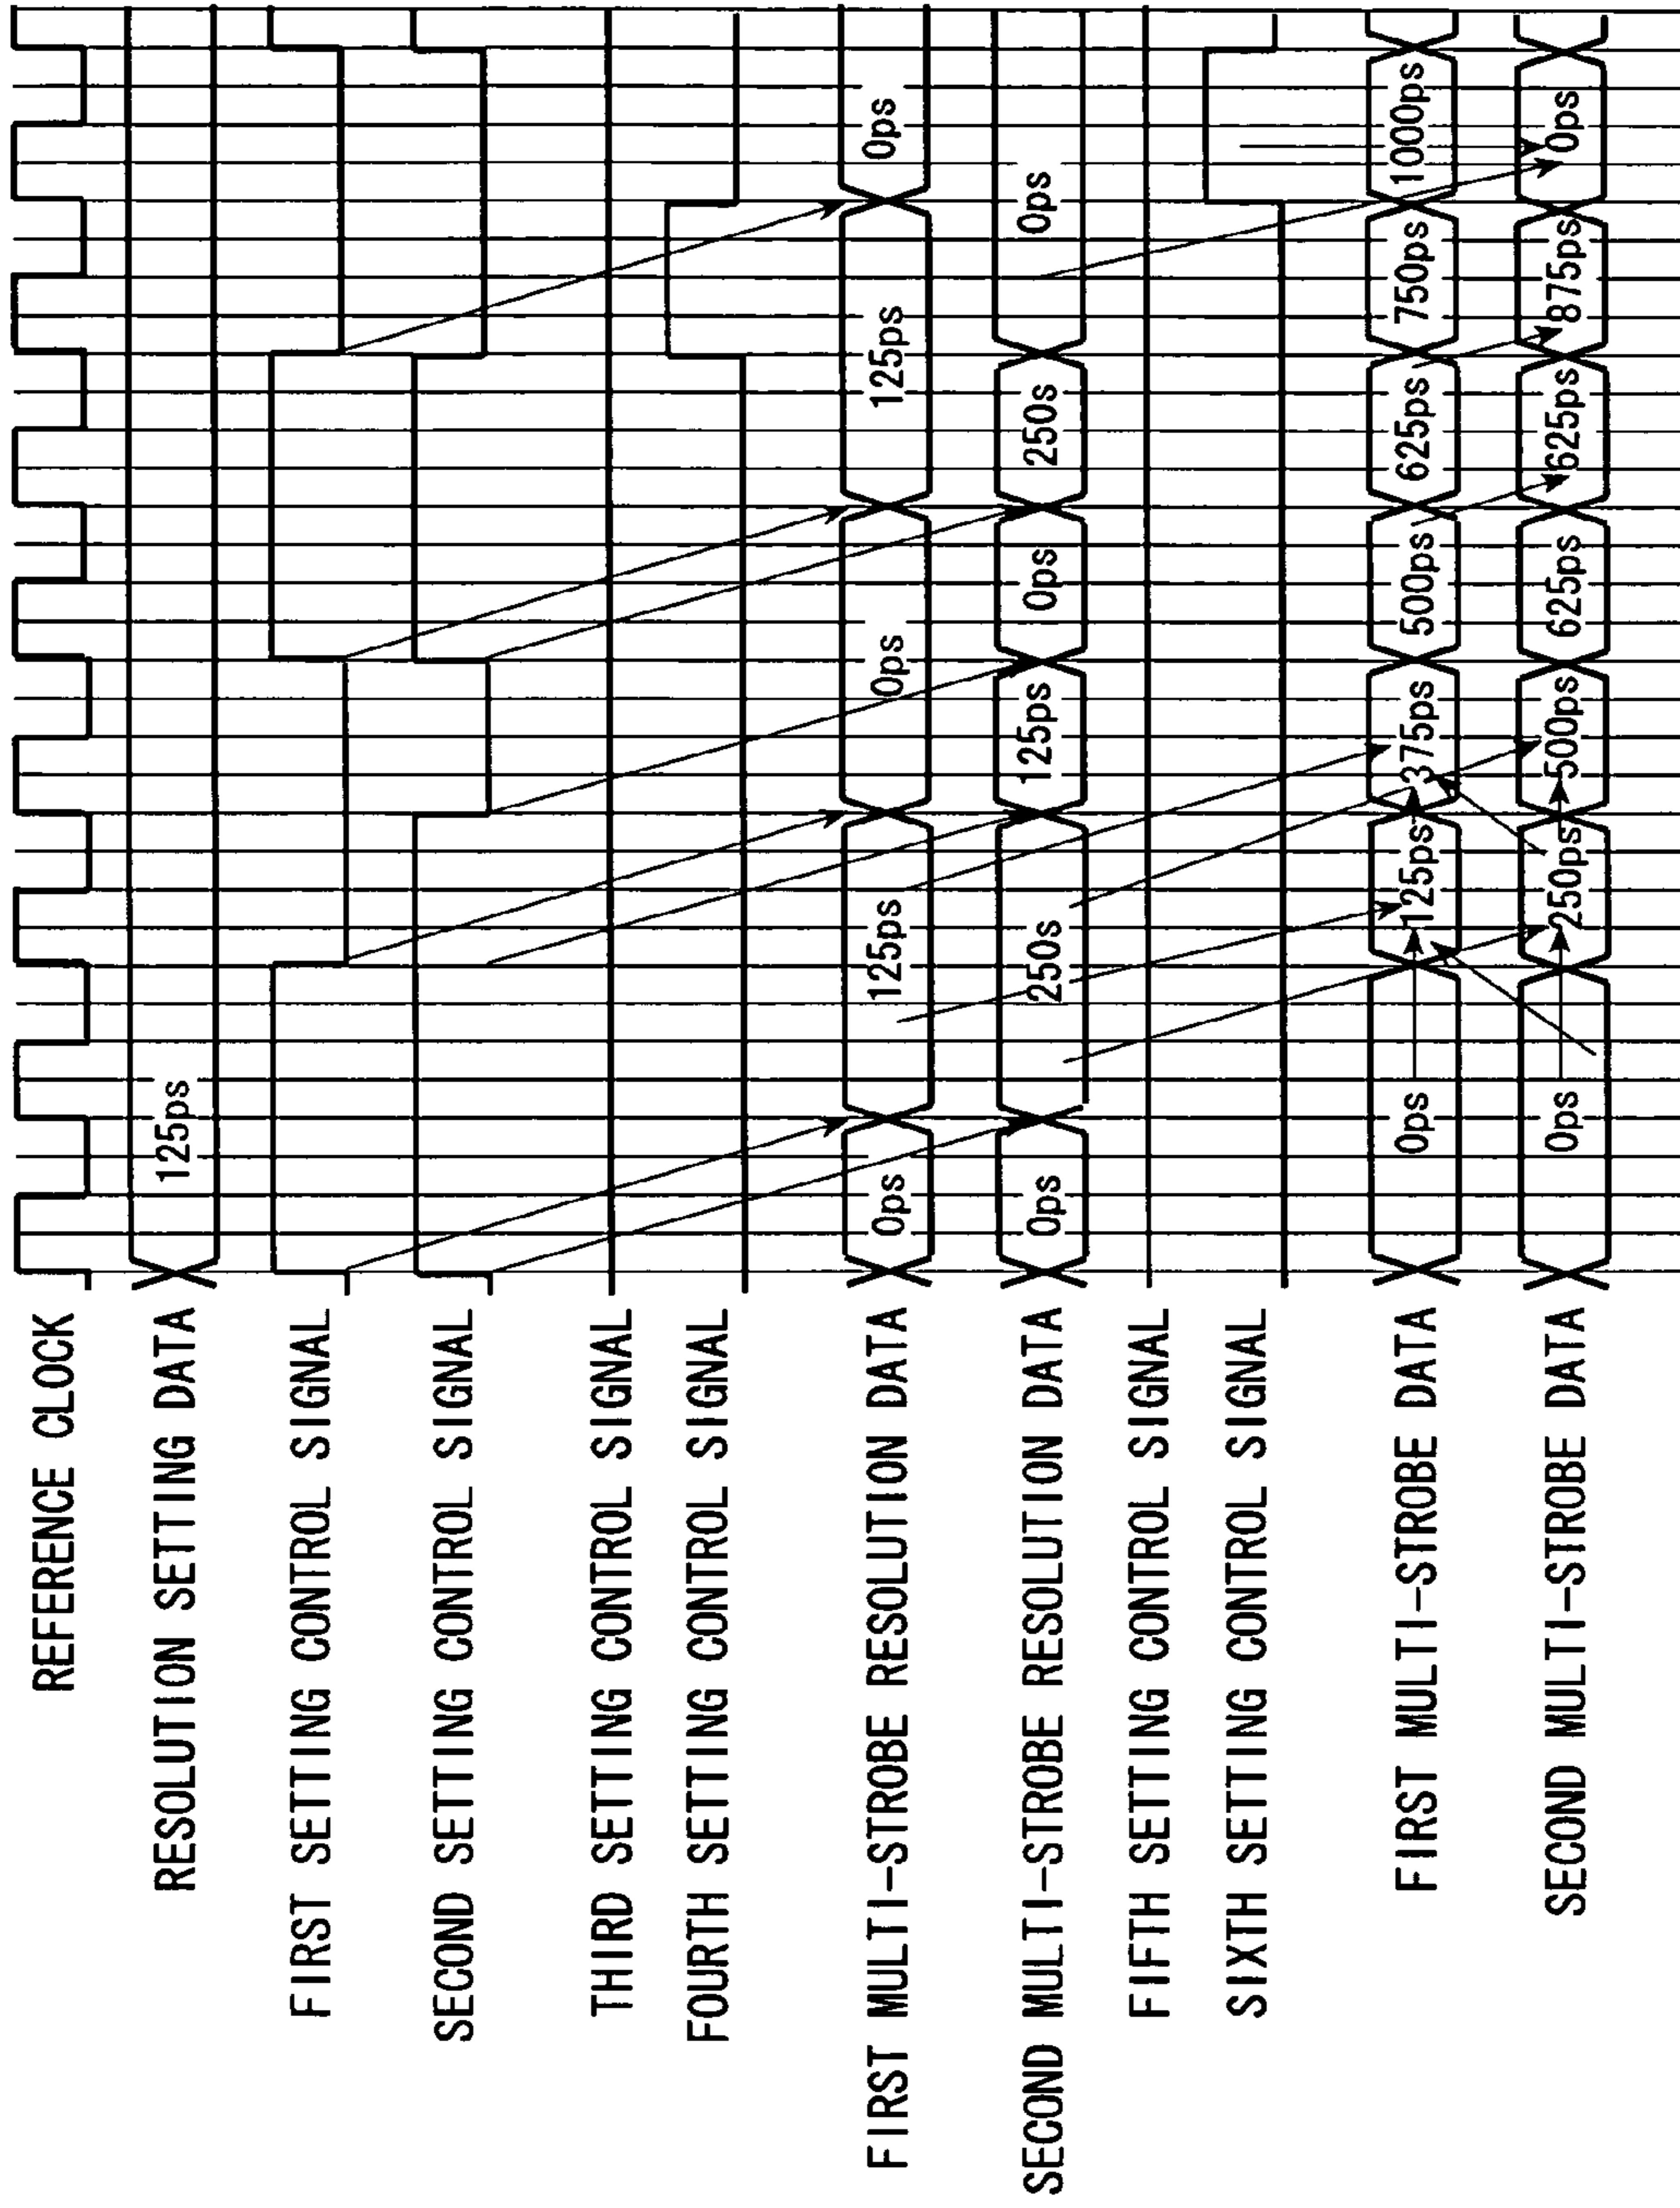 REFERENCE CLOCK
RESOLUTION SETTING DATA 125ps
FIRST SETTING CONTROL SIGNAL
SECOND SETTING CONTROL SIGNAL
THIRD SETTING CONTROL SIGNAL
FOURTH SETTING CONTROL SIGNAL
FIRST MULTI-STROBE RESOLUTION DATA 0ps 125ps 0ps 125ps 0ps
SECOND MULTI-STROBE RESOLUTION DATA 0ps 250s 125ps 0ps 250s 0ps
FIFTH SETTING CONTROL SIGNAL
SIXTH SETTING CONTROL SIGNAL
FIRST MULTI-STROBE DATA 0ps 125ps 375ps 500ps 625ps 750ps 1000ps
SECOND MULTI-STROBE DATA 0ps 250ps 500ps 625ps 625ps 875ps 0ps